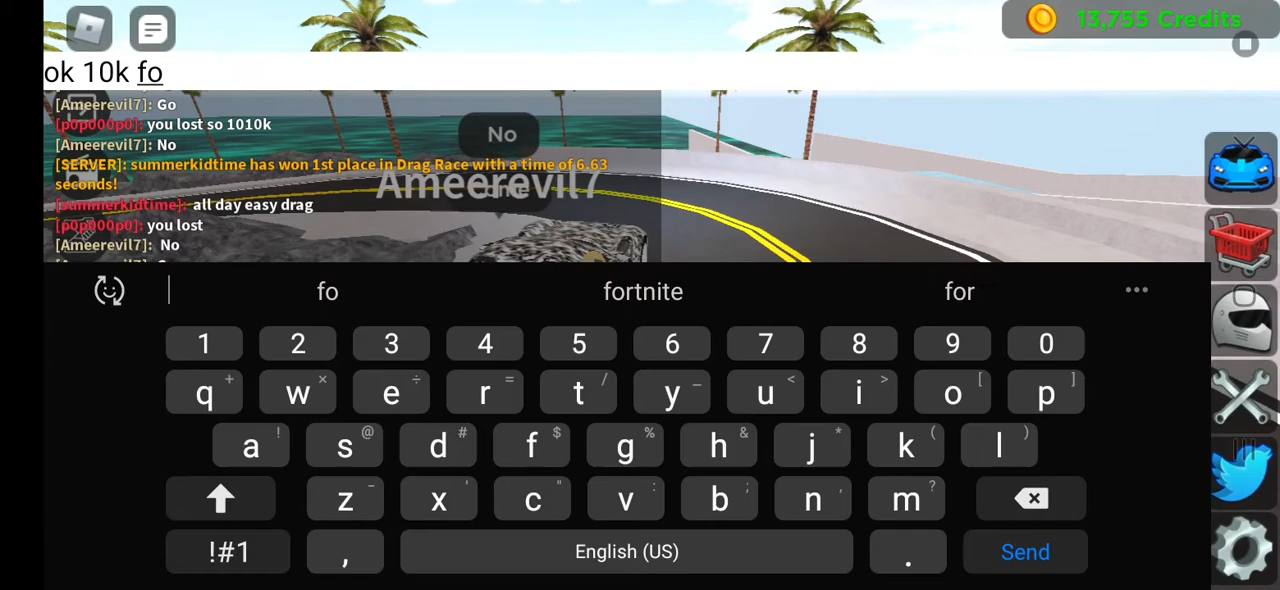 13,755 Credits
ok 10k fo
[Ameerevil7]: Go
[p0p000p0]: you lost so 1010k
[Ameerevil7]: No
No
[SERVER]: summerkidtime has won 1st place in Drag Race with a time of 6.63
seconds!
Ameerevil7
[summerkidtime]: all day easy drag
[p0p000p0]: you lost
[Ameerevil7]: No
fo fortnite for ...
1 2 3 4 5 6 7 8 9 0
q + w × e ÷ r = t / y _ u < i > o [ p ]
a ! s @ d # f $ g % h & j * k ( l )
z - x ' c " v : b ; n , m ?
!#1 , English (US) . Send